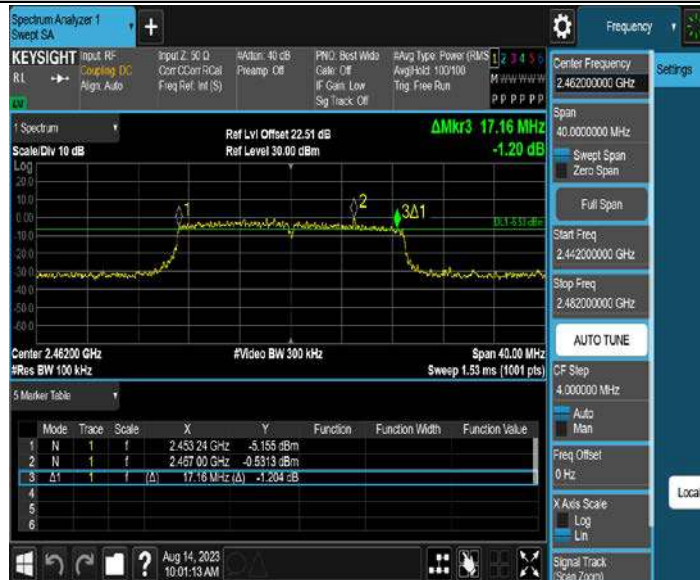 Spectrum Analyzer 1
Swept SA
+
Frequency
KEYSIGHT
RL
Input: RF
Coupling: DC
Align: Auto
Input Z: 50 Ω
Corr CCorr RCal
Freq Ref: Int (S)
#Atten: 40 dB
Preamp: Off
PNO: Best Wide
Gate: Off
IF Gain: Low
Sig Track: Off
#Avg Type: Power (RMS
Avg|Hold: 100/100
Trig: Free Run
1 2 3 4 5 6
M W W W W W
P P P P P P
1 Spectrum
Scale/Div 10 dB
Log
Ref Lvl Offset 22.51 dB
Ref Level 30.00 dBm
ΔMkr3 17.16 MHz
-1.20 dB
20.0
10.0
0.00
-10.0
-20.0
-30.0
-40.0
-50.0
-60.0
1
2
3Δ1
Center 2.46200 GHz
#Res BW 100 kHz
#Video BW 300 kHz
Span 40.00 MHz
Sweep 1.53 ms (1001 pts)
5 Marker Table
Mode Trace Scale X Y Function Function Width Function Value
1 N 1 f 2.453 24 GHz -5.155 dBm
2 N 1 f 2.467 00 GHz -0.5313 dBm
3 Δ1 1 f (Δ) 17.16 MHz (Δ) -1.204 dB
4
5
6
Aug 14, 2023
10:01:13 AM
Center Frequency
2.462000000 GHz
Span
40.0000000 MHz
Swept Span
Zero Span
Full Span
Start Freq
2.442000000 GHz
Stop Freq
2.482000000 GHz
AUTO TUNE
CF Step
4.000000 MHz
Auto
Man
Freq Offset
0 Hz
X Axis Scale
Log
Lin
Signal Track
(Span Zoom)
Settings
Local